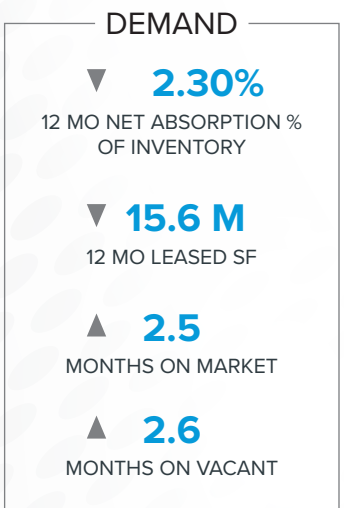 DEMAND
▼ 2.30%
12 MO NET ABSORPTION %
OF INVENTORY
▼ 15.6 M
12 MO LEASED SF
▲ 2.5
MONTHS ON MARKET
▲ 2.6
MONTHS ON VACANT